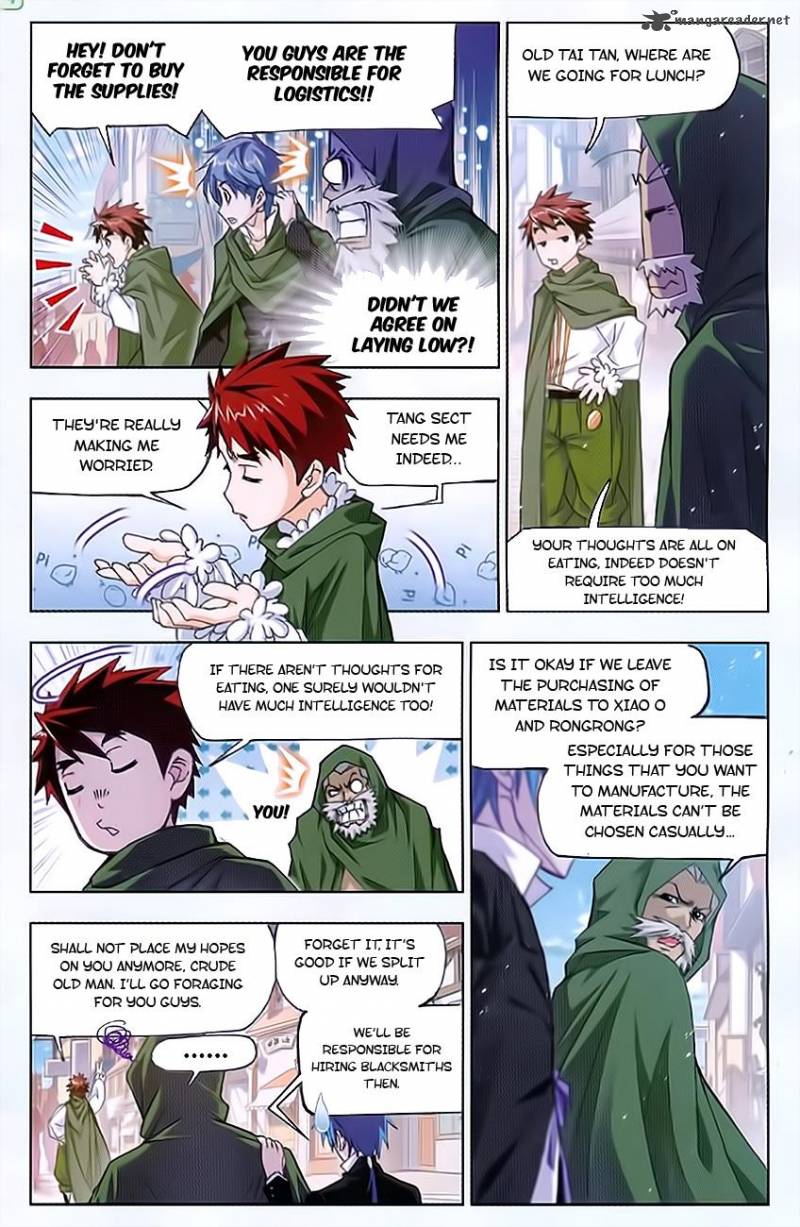 mangareader.net
HEY! DON'T
FORGET TO BUY
THE SUPPLIES!
YOU GUYS ARE THE
RESPONSIBLE FOR
LOGISTICS!!
DIDN'T WE
AGREE ON
LAYING LOW?!
OLD TAI TAN, WHERE ARE
WE GOING FOR LUNCH?
YOUR THOUGHTS ARE ALL ON
EATING, INDEED DOESN'T
REQUIRE TOO MUCH
INTELLIGENCE!
THEY'RE REALLY
MAKING ME
WORRIED.
TANG SECT
NEEDS ME
INDEED...
Pi
Pi
Pi
IF THERE AREN'T THOUGHTS FOR
EATING, ONE SURELY WOULDN'T
HAVE MUCH INTELLIGENCE TOO!
YOU!
IS IT OKAY IF WE LEAVE
THE PURCHASING OF
MATERIALS TO XIAO O
AND RONGRONG?
ESPECIALLY FOR THOSE
THINGS THAT YOU WANT
TO MANUFACTURE, THE
MATERIALS CAN'T BE
CHOSEN CASUALLY...
SHALL NOT PLACE MY HOPES
ON YOU ANYMORE, CRUDE
OLD MAN. I'LL GO FORAGING
FOR YOU GUYS.
......
FORGET IT, IT'S
GOOD IF WE SPLIT
UP ANYWAY.
WE'LL BE
RESPONSIBLE FOR
HIRING BLACKSMITHS
THEN.